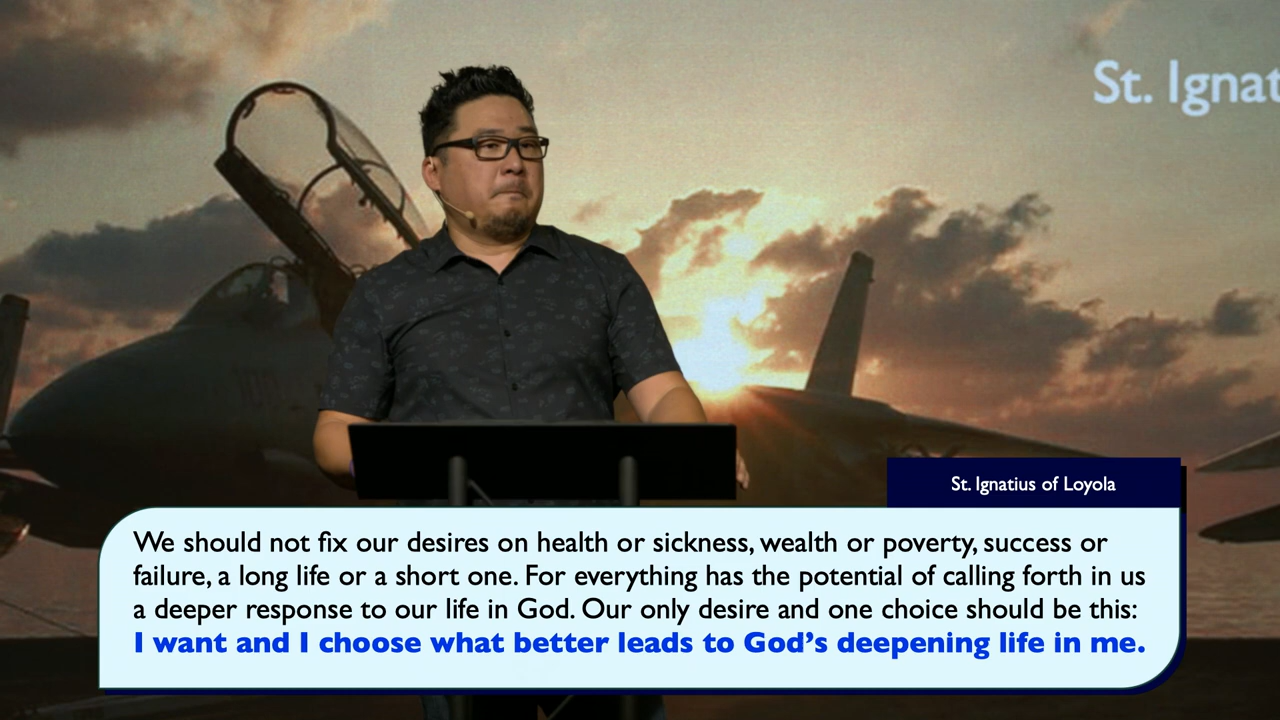 St. Ignat
St. Ignatius of Loyola
We should not fix our desires on health or sickness, wealth or poverty, success or
failure, a long life or a short one. For everything has the potential of calling forth in us
a deeper response to our life in God. Our only desire and one choice should be this:
I want and I choose what better leads to God’s deepening life in me.